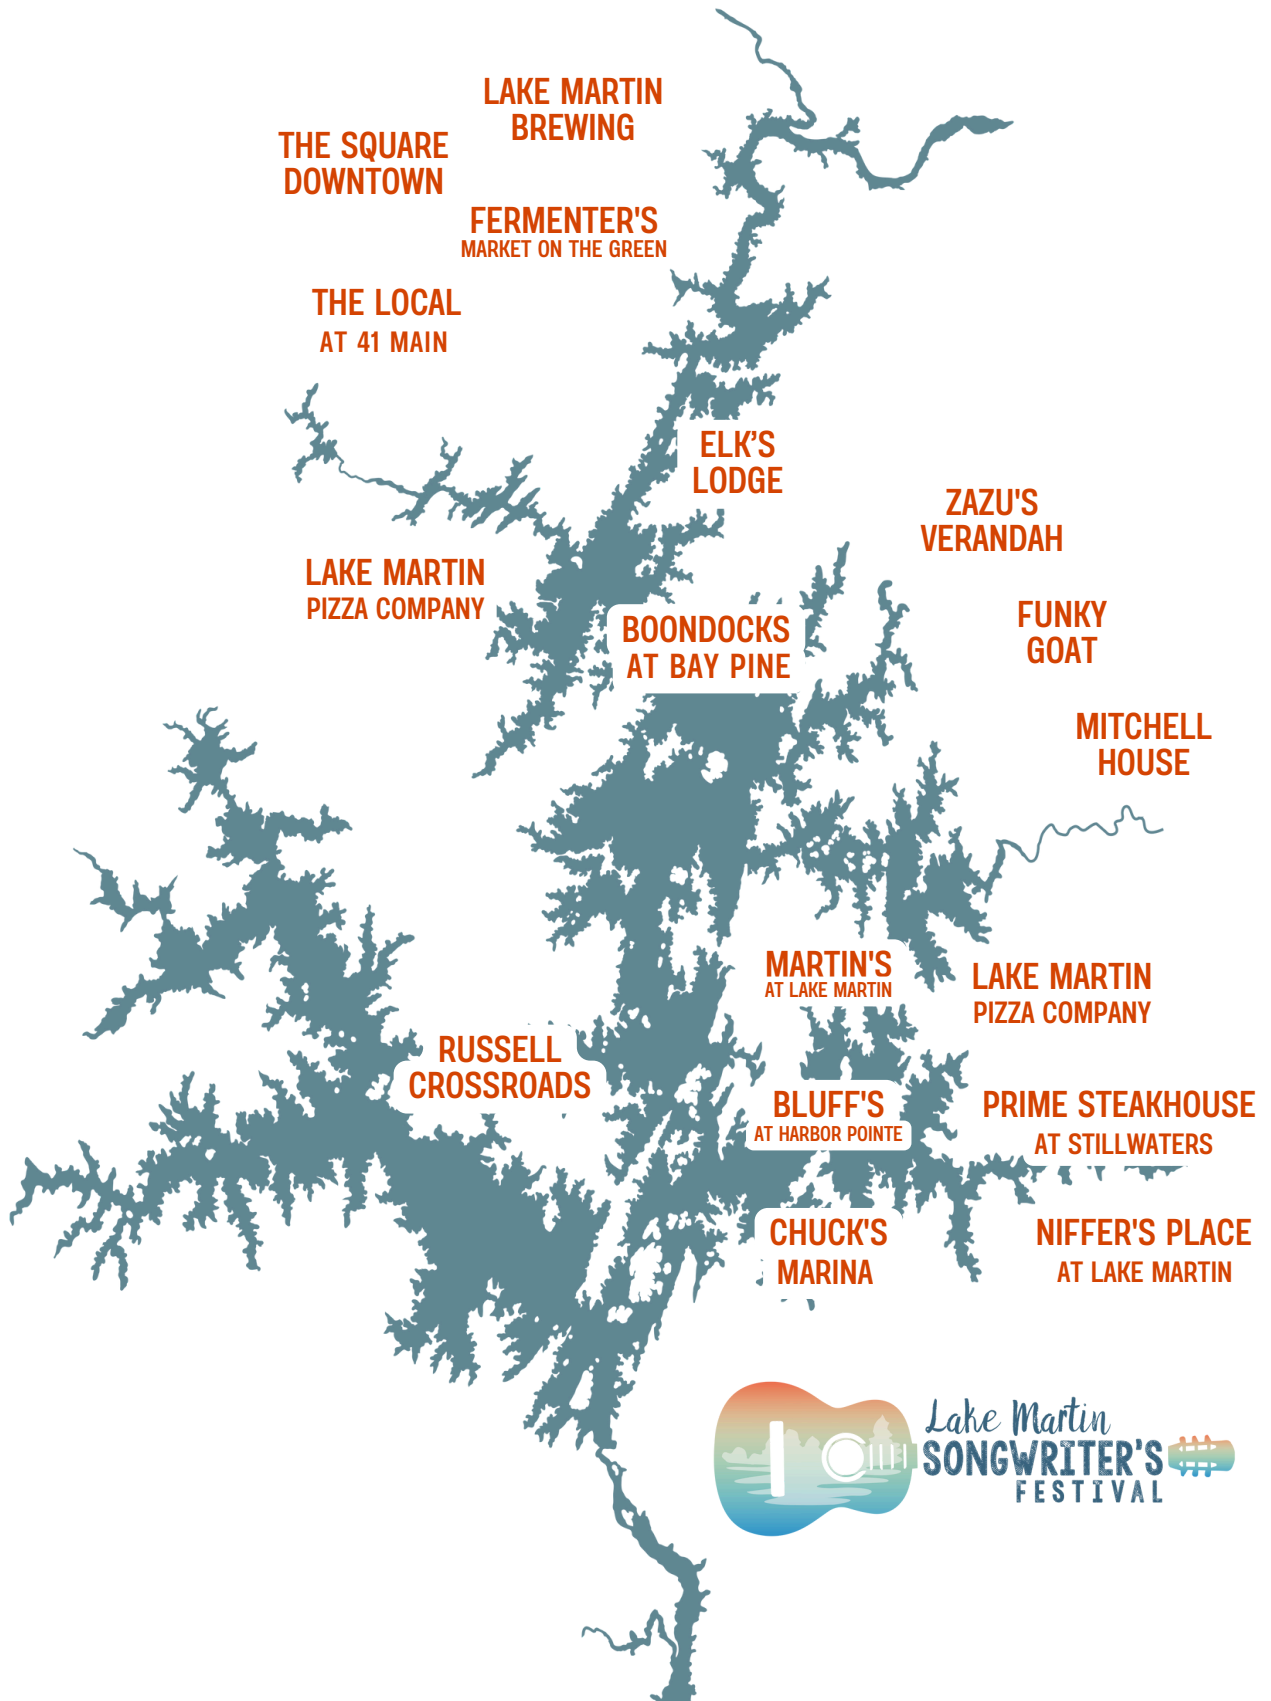 LAKE MARTIN
BREWING
THE SQUARE
DOWNTOWN
FERMENTER'S
MARKET ON THE GREEN
THE LOCAL
AT 41 MAIN
ELK’S
LODGE
ZAZU'S
VERANDAH
LAKE MARTIN
PIZZA COMPANY
BOONDOCKS
AT BAY PINE
FUNKY
GOAT
MITCHELL
HOUSE
MARTIN'S
AT LAKE MARTIN
LAKE MARTIN
PIZZA COMPANY
RUSSELL
CROSSROADS
BLUFF'S
AT HARBOR POINTE
PRIME STEAKHOUSE
AT STILLWATERS
CHUCK'S
MARINA
NIFFER'S PLACE
AT LAKE MARTIN
Lake Martin
SONGWRITER'S
FESTIVAL